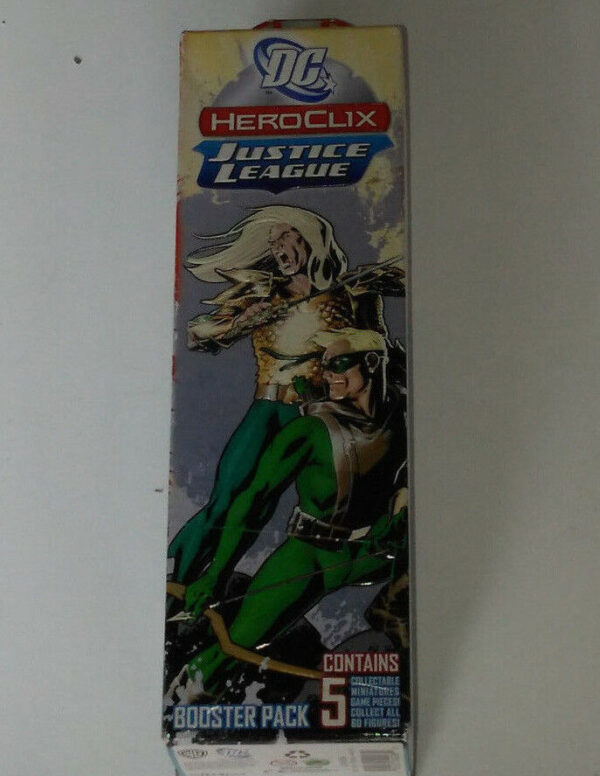 DC
HEROCLIX
JUSTICE
LEAGUE
CONTAINS
5
COLLECTABLE
MINIATURES
GAME PIECES!
COLLECT ALL
60 FIGURES!
BOOSTER PACK